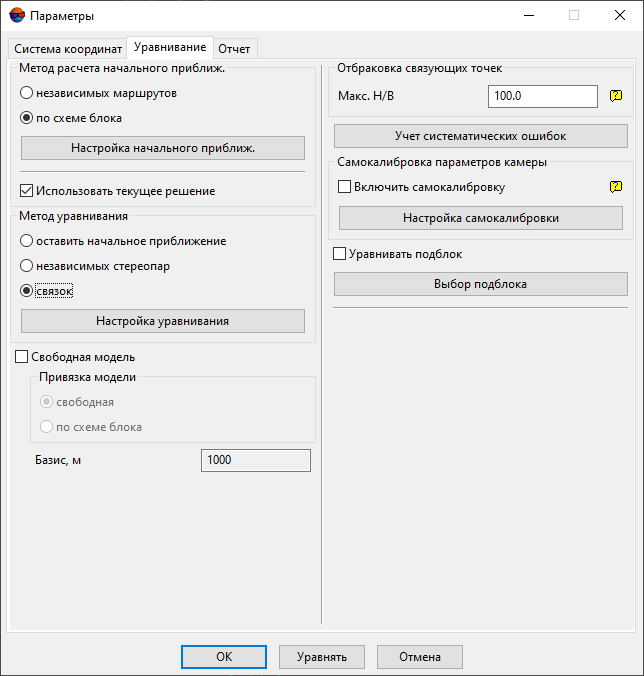 Параметры
Система координат
Уравнивание
Отчет
Метод расчета начального приближ.
независимых маршрутов
по схеме блока
Настройка начального приближ.
Использовать текущее решение
Метод уравнивания
оставить начальное приближение
независимых стереопар
связок
Настройка уравнивания
Свободная модель
Привязка модели
свободная
по схеме блока
Базис, м
1000
Отбраковка связующих точек
Макс. H/B
100.0
?
Учет систематических ошибок
Самокалибровка параметров камеры
Включить самокалибровку
?
Настройка самокалибровки
Уравнивать подблок
Выбор подблока
OK
Уравнять
Отмена